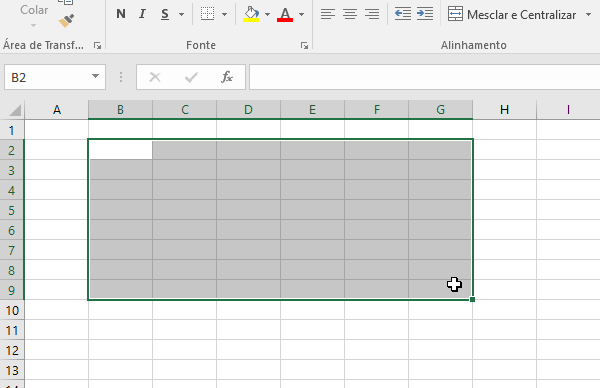 Colar
N I S A Mesclar e Centralizar
Área de Transf... Fonte Alinhamento
B2 fx
A B C D E F G H I
1
2
3
4
5
6
7
8
9
10
11
12
13